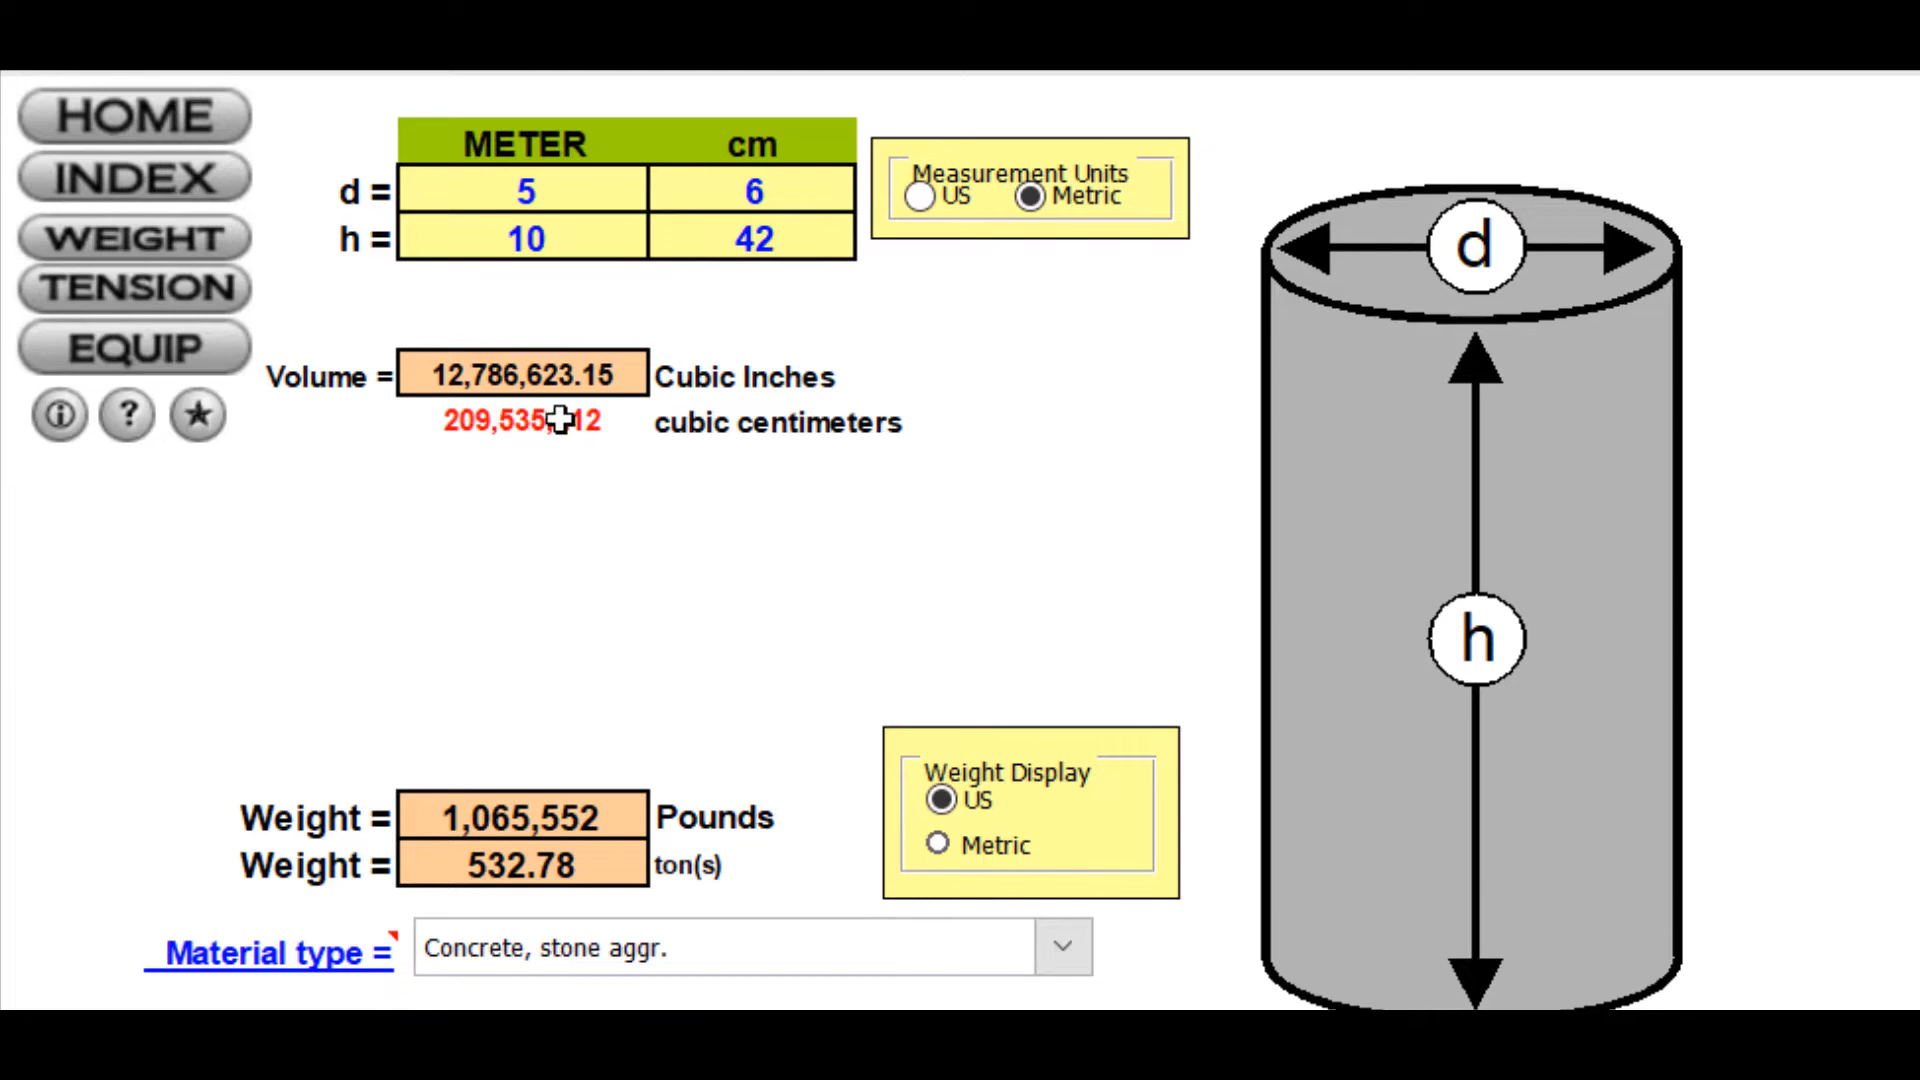 HOME
INDEX
WEIGHT
TENSION
EQUIP
i ? ★
METER cm
d = 5 6
h = 10 42
Measurement Units
US Metric
Volume = 12,786,623.15 Cubic Inches
cubic centimeters
Weight = 1,065,552 Pounds
Weight = 532.78 ton(s)
Weight Display
US
Metric
Material type = Concrete, stone aggr.
d
h